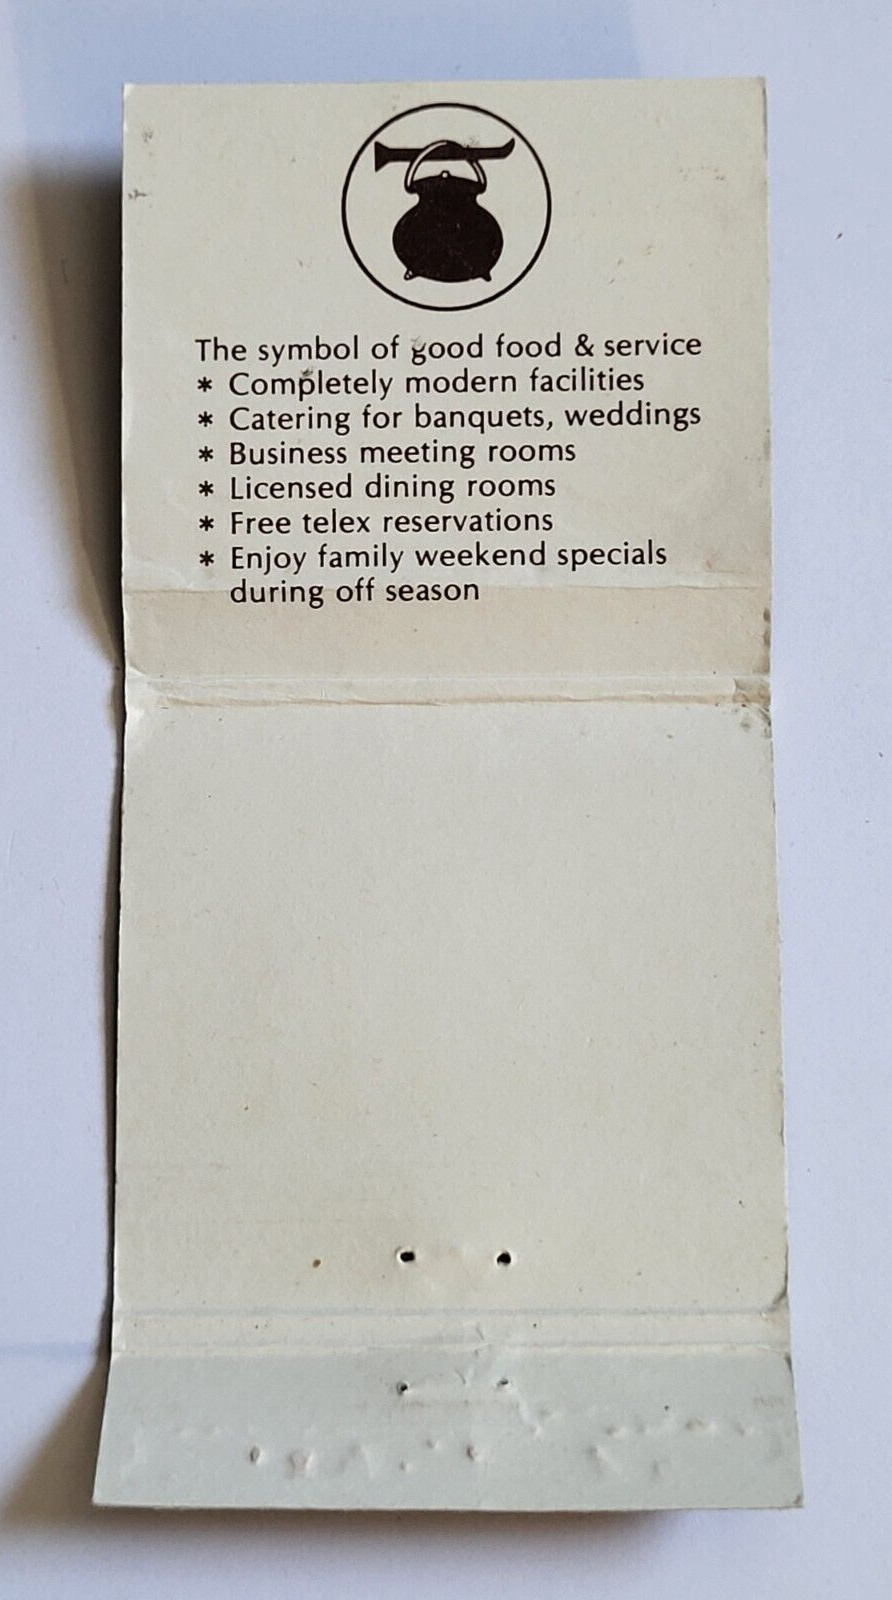 The symbol of good food & service
* Completely modern facilities
* Catering for banquets, weddings
* Business meeting rooms
* Licensed dining rooms
* Free telex reservations
* Enjoy family weekend specials
during off season